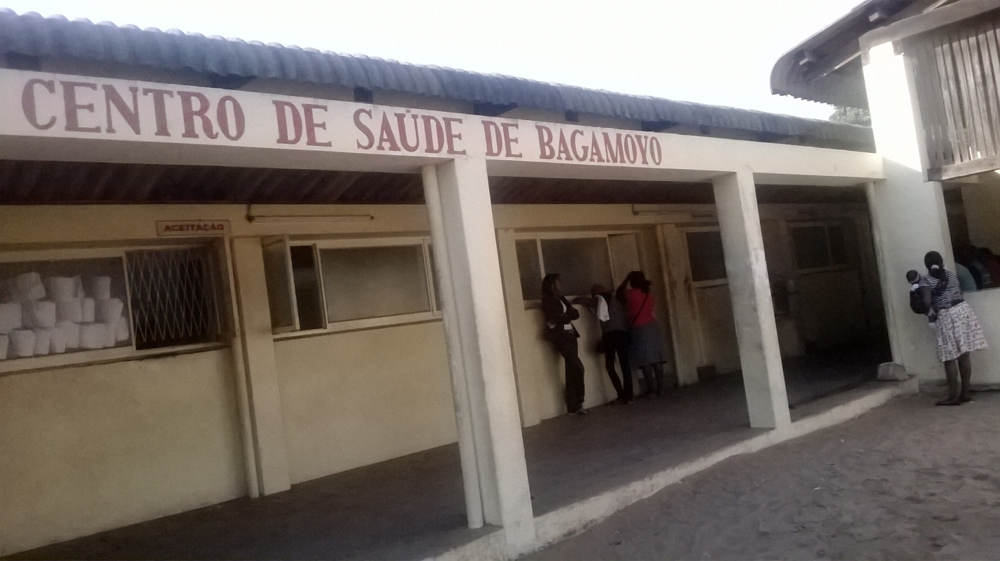 CENTRO DE SAÚDE DE BAGAMOYO
ACEITAÇÃO